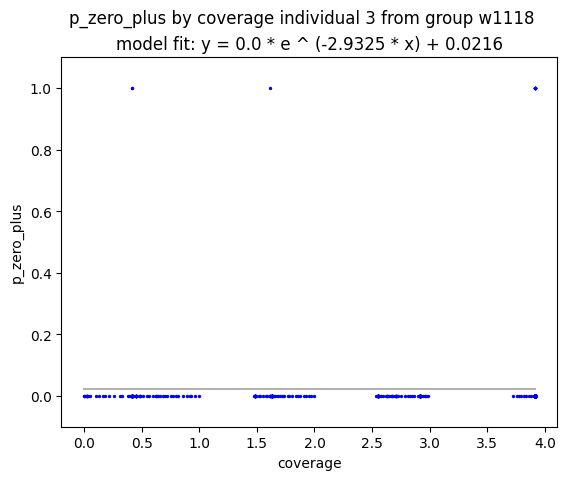 p_zero_plus by coverage individual 3 from group w1118
model fit: y = 0.0 * e ^ (-2.9325 * x) + 0.0216
1.0
0.8
0.6
0.4
0.2
0.0
p_zero_plus
0.0 0.5 1.0 1.5 2.0 2.5 3.0 3.5 4.0
coverage